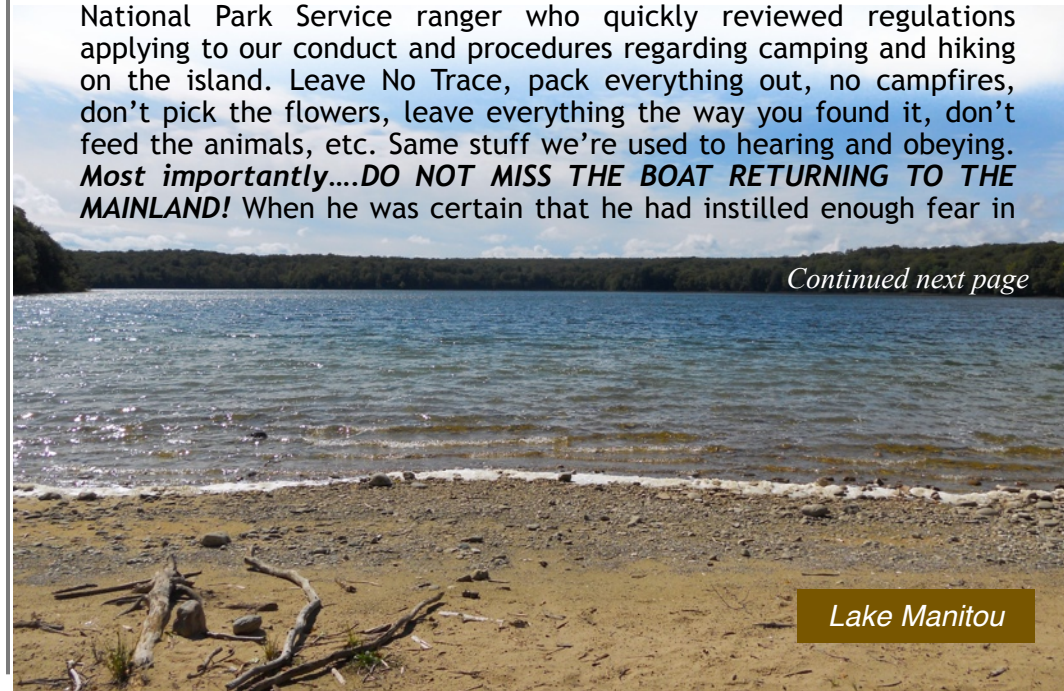 National Park Service ranger who quickly reviewed regulations
applying to our conduct and procedures regarding camping and hiking
on the island. Leave No Trace, pack everything out, no campfires,
don’t pick the flowers, leave everything the way you found it, don’t
feed the animals, etc. Same stuff we’re used to hearing and obeying.
Most importantly….DO NOT MISS THE BOAT RETURNING TO THE
MAINLAND! When he was certain that he had instilled enough fear in
Continued next page
Lake Manitou